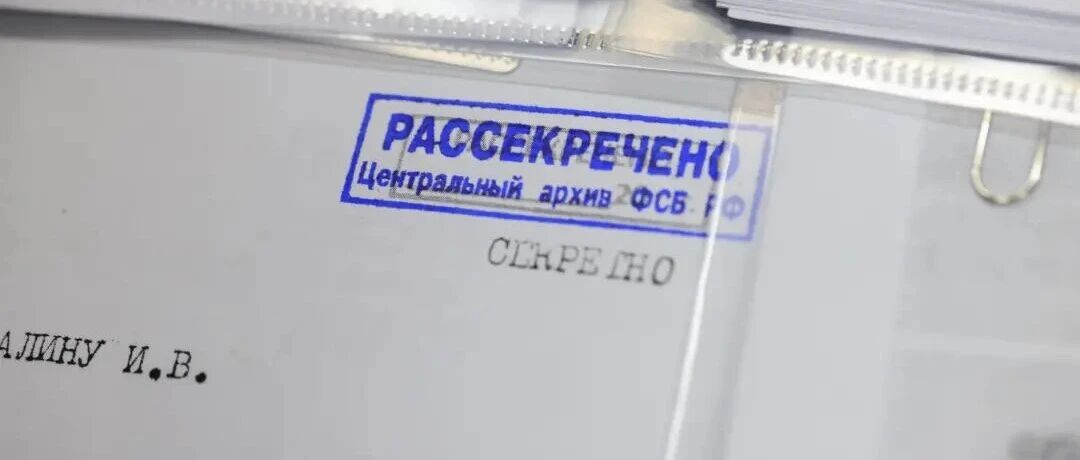 РАССЕКРЕЧЕНО
Центральный архив ФСБ РФ
СЕКРЕТНО
АЛИНУ И.В.